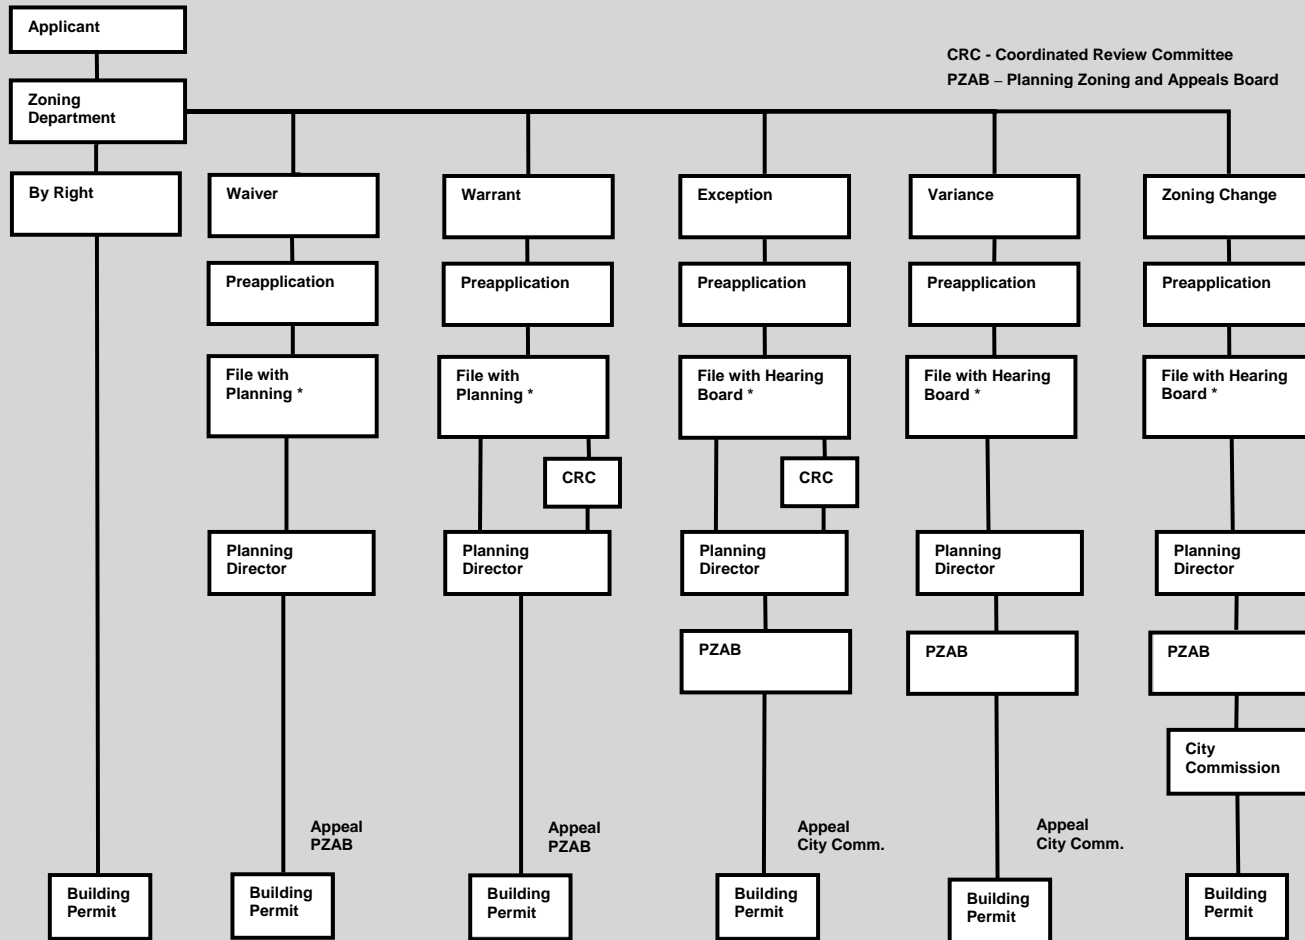 Applicant
CRC - Coordinated Review Committee
PZAB – Planning Zoning and Appeals Board
Zoning
Department
By Right
Waiver
Warrant
Exception
Variance
Zoning Change
Preapplication
Preapplication
Preapplication
Preapplication
Preapplication
File with
Planning *
File with
Planning *
File with Hearing
Board *
File with Hearing
Board *
File with Hearing
Board *
CRC
CRC
Planning
Director
Planning
Director
Planning
Director
Planning
Director
Planning
Director
PZAB
PZAB
PZAB
City
Commission
Appeal
PZAB
Appeal
PZAB
Appeal
City Comm.
Appeal
City Comm.
Building
Permit
Building
Permit
Building
Permit
Building
Permit
Building
Permit
Building
Permit